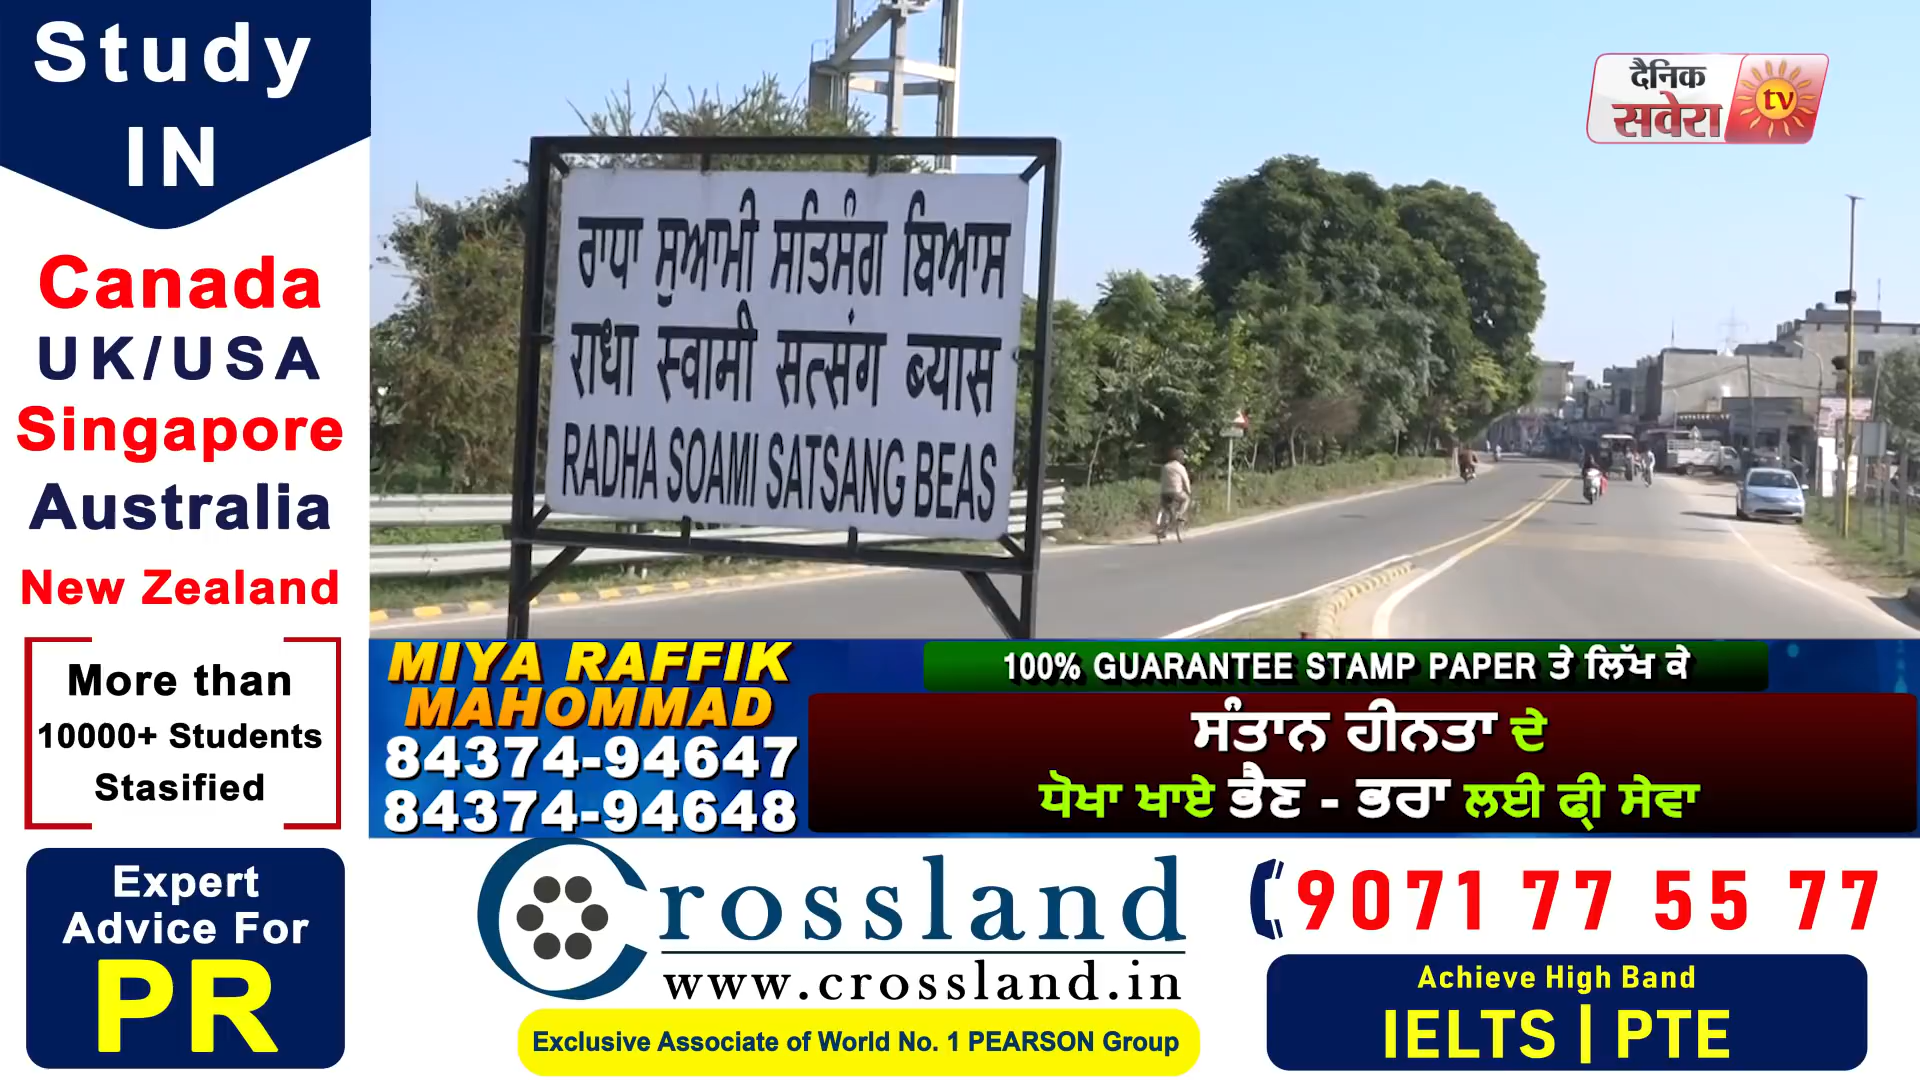 Study
IN
Canada
UK/USA
Singapore
Australia
New Zealand
More than
10000+ Students
Stasified
Expert
Advice For
PR
दैनिक
सवेरा
tv
ਰਾਧਾ ਸੁਆਮੀ ਸਤਿਸੰਗ ਬਿਆਸ
राधा स्वामी सत्संग ब्यास
RADHA SOAMI SATSANG BEAS
MIYA RAFFIK
MAHOMMAD
84374-94647
84374-94648
100% GUARANTEE STAMP PAPER ਤੇ ਲਿੱਖ ਕੇ
ਸੰਤਾਨ ਹੀਨਤਾ ਦੇ
ਧੋਖਾ ਖਾਏ ਭੈਣ - ਭਰਾ ਲਈ ਫ੍ਰੀ ਸੇਵਾ
Crossland
www.crossland.in
Exclusive Associate of World No. 1 PEARSON Group
9071 77 55 77
Achieve High Band
IELTS | PTE